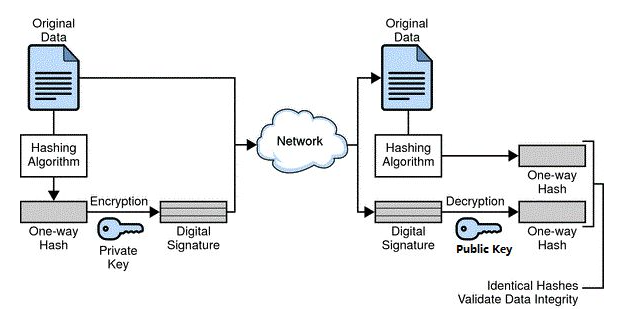 Original
Data
Hashing
Algorithm
One-way
Hash
Encryption
Private
Key
Digital
Signature
Network
Original
Data
Hashing
Algorithm
One-way
Hash
Digital
Signature
Decryption
Public Key
One-way
Hash
Identical Hashes
Validate Data Integrity